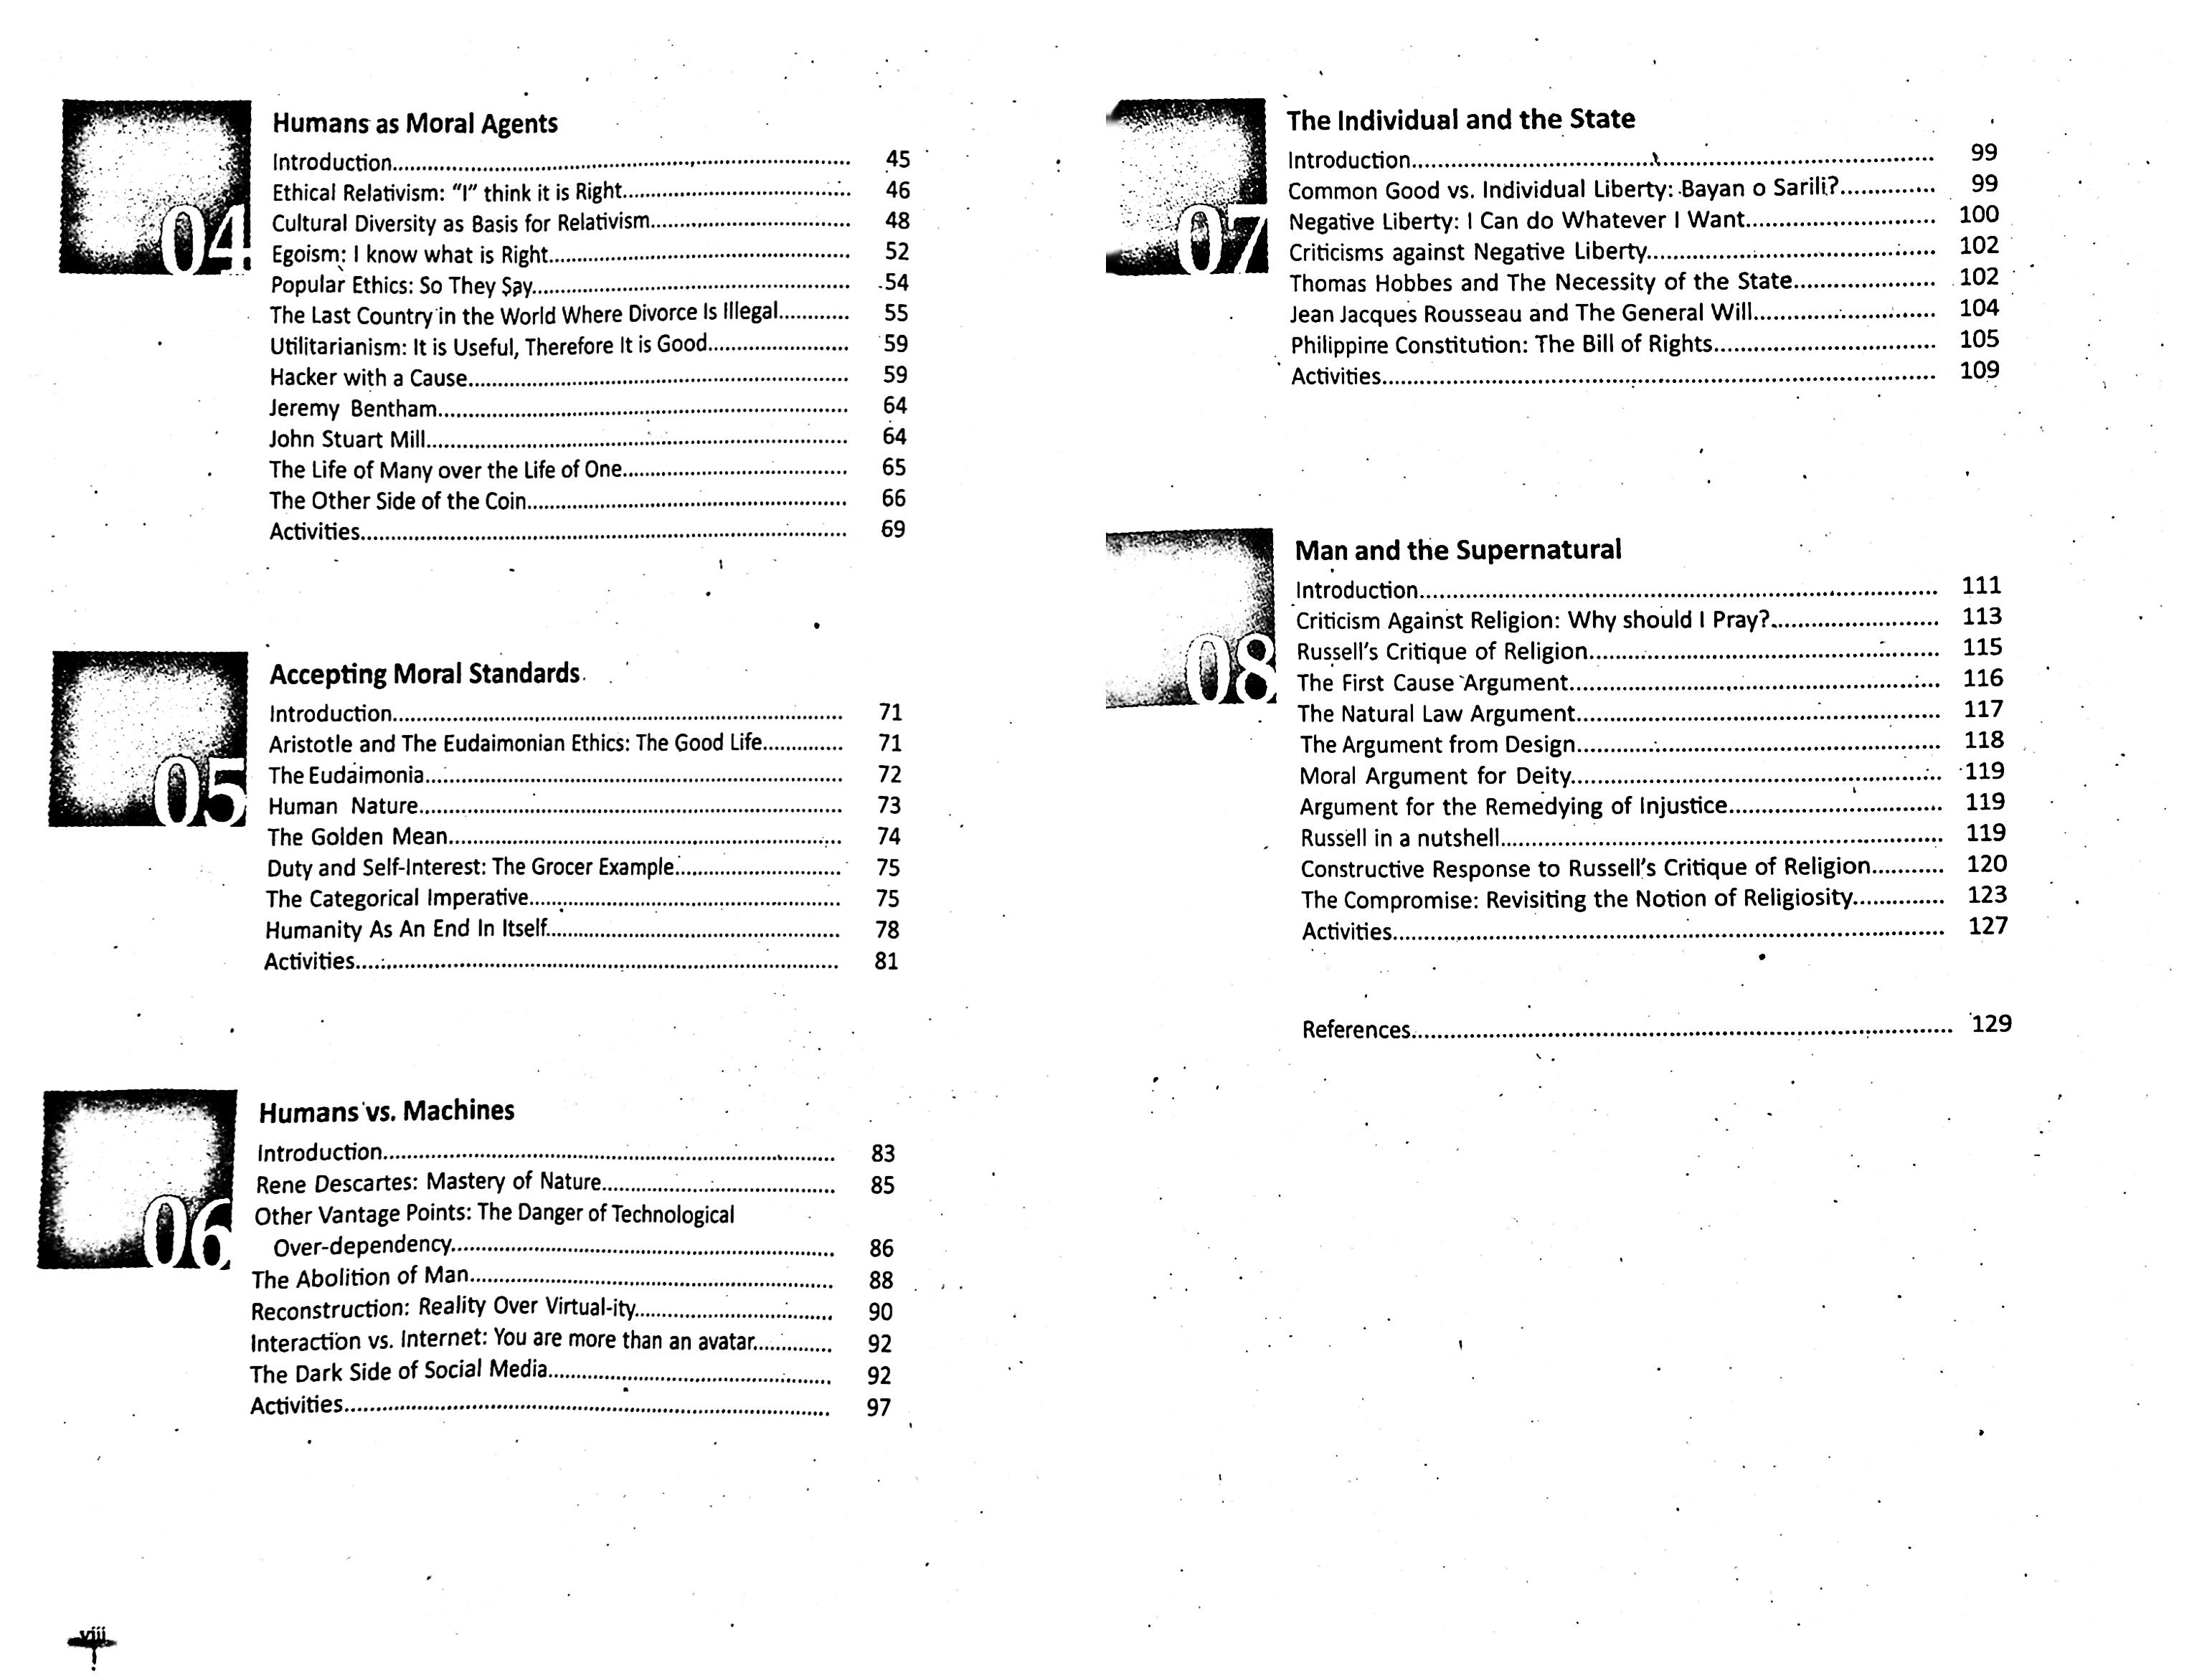 04
Humans as Moral Agents
Introduction........ 45
Ethical Relativism: “I” think it is Right........ 46
Cultural Diversity as Basis for Relativism........ 48
Egoism: I know what is Right........ 52
Popular Ethics: So They Say........ 54
The Last Country in the World Where Divorce Is Illegal........ 55
Utilitarianism: It is Useful, Therefore It is Good........ 59
Hacker with a Cause........ 59
Jeremy Bentham........ 64
John Stuart Mill........ 64
The Life of Many over the Life of One........ 65
The Other Side of the Coin........ 66
Activities........ 69
05
Accepting Moral Standards
Introduction........ 71
Aristotle and The Eudaimonian Ethics: The Good Life........ 71
The Eudaimonia........ 72
Human Nature........ 73
The Golden Mean........ 74
Duty and Self-Interest: The Grocer Example........ 75
The Categorical Imperative........ 75
Humanity As An End In Itself........ 78
Activities........ 81
06
Humans vs. Machines
Introduction........ 83
Rene Descartes: Mastery of Nature........ 85
Other Vantage Points: The Danger of Technological
Over-dependency........ 86
The Abolition of Man........ 88
Reconstruction: Reality Over Virtual-ity........ 90
Interaction vs. Internet: You are more than an avatar........ 92
The Dark Side of Social Media........ 92
Activities........ 97
viii
07
The Individual and the State
Introduction........ 99
Common Good vs. Individual Liberty: Bayan o Sarili?........ 99
Negative Liberty: I Can do Whatever I Want........ 100
Criticisms against Negative Liberty........ 102
Thomas Hobbes and The Necessity of the State........ 102
Jean Jacques Rousseau and The General Will........ 104
Philippine Constitution: The Bill of Rights........ 105
Activities........ 109
08
Man and the Supernatural
Introduction........ 111
Criticism Against Religion: Why should I Pray?........ 113
Russell’s Critique of Religion........ 115
The First Cause Argument........ 116
The Natural Law Argument........ 117
The Argument from Design........ 118
Moral Argument for Deity........ 119
Argument for the Remedying of Injustice........ 119
Russell in a nutshell........ 119
Constructive Response to Russell’s Critique of Religion........ 120
The Compromise: Revisiting the Notion of Religiosity........ 123
Activities........ 127
References........ 129